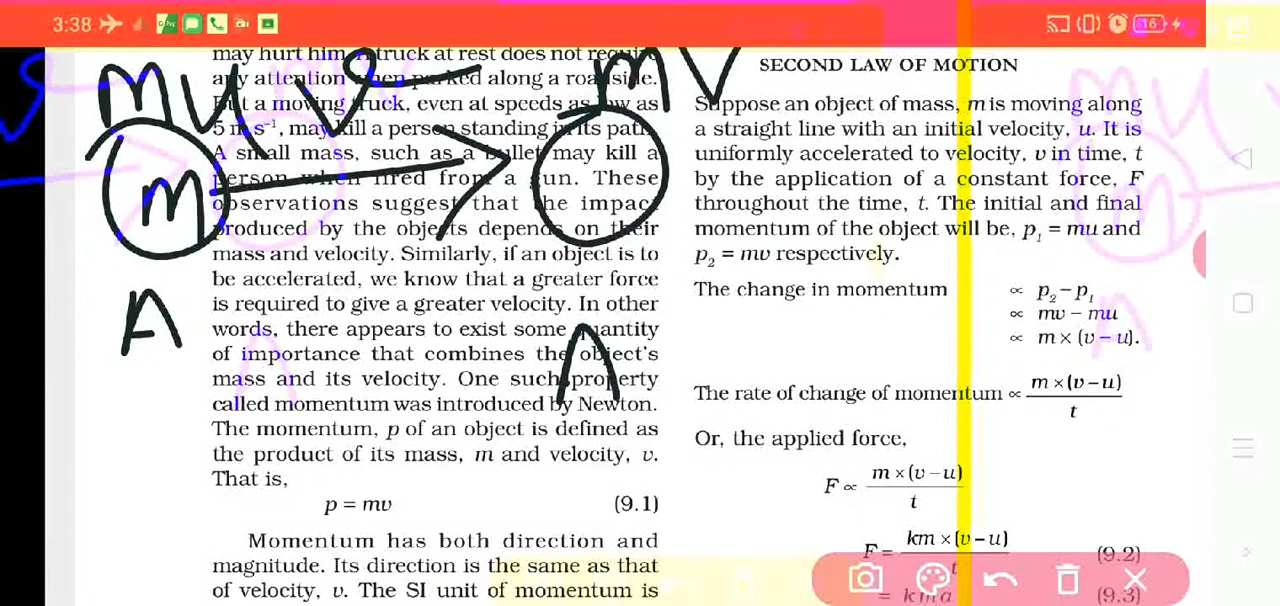 3:38
16
may hurt him. A truck at rest does not require
any attention when parked along a roadside.
But a moving truck, even at speeds as low as
5 m s⁻¹, may kill a person standing in its path.
A small mass, such as a bullet may kill a
person when fired from a gun. These
observations suggest that the impact
produced by the objects depends on their
mass and velocity. Similarly, if an object is to
be accelerated, we know that a greater force
is required to give a greater velocity. In other
words, there appears to exist some quantity
of importance that combines the object's
mass and its velocity. One such property
called momentum was introduced by Newton.
The momentum, p of an object is defined as
the product of its mass, m and velocity, v.
That is,
p = mv (9.1)
Momentum has both direction and
magnitude. Its direction is the same as that
of velocity, v. The SI unit of momentum is
mu
v
mv
m
A
SECOND LAW OF MOTION
Suppose an object of mass, m is moving along
a straight line with an initial velocity, u. It is
uniformly accelerated to velocity, v in time, t
by the application of a constant force, F
throughout the time, t. The initial and final
momentum of the object will be, p₁ = mu and
p₂ = mv respectively.
The change in momentum ∝ p₂ – p₁
∝ mv – mu
∝ m × (v – u).
The rate of change of momentum ∝ m × (v – u)
t
Or, the applied force,
F ∝ m × (v – u)
t
F = km × (v – u) (9.2)
t
= kma (9.3)